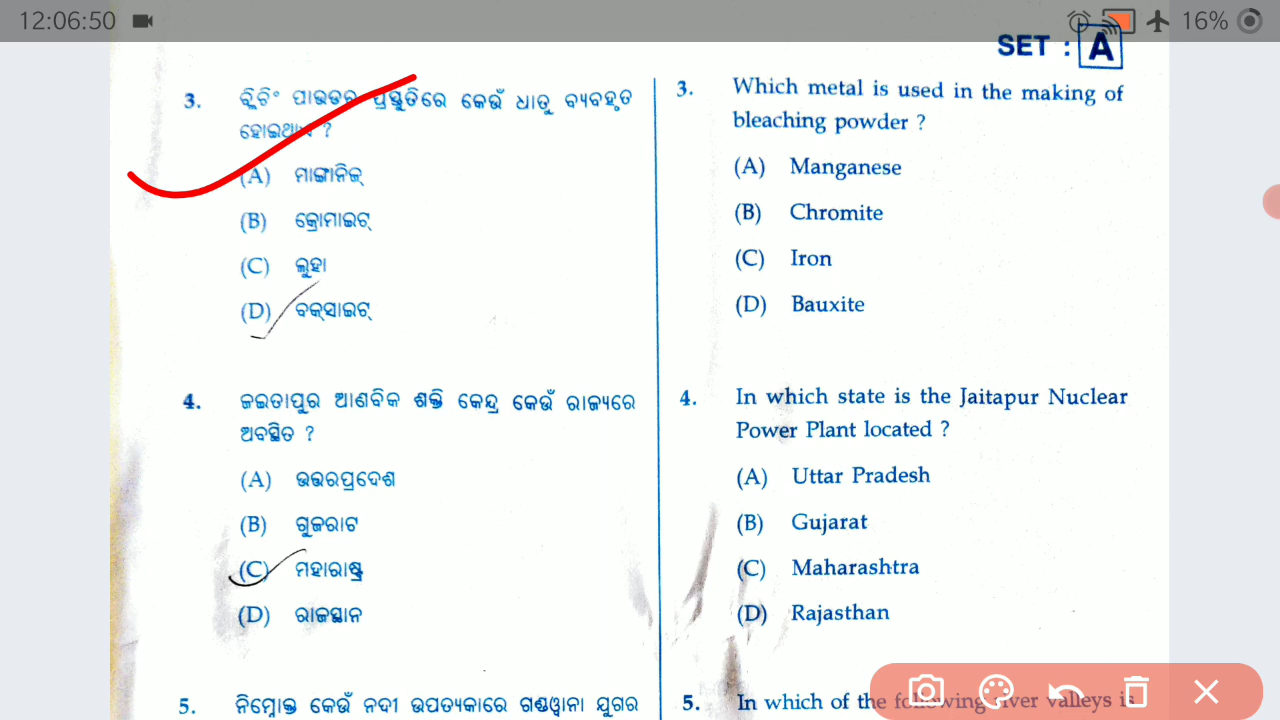 12:06:50
16%
SET : A
3. ବ୍ଲିଚିଂ ପାଉଡର ପ୍ରସ୍ତୁତିରେ କେଉଁ ଧାତୁ ବ୍ୟବହୃତ
ହୋଇଥାଏ ?
(A) ମାଙ୍ଗାନିଜ୍
(B) କ୍ରୋମାଇଟ୍
(C) ଲୁହା
(D) ବକ୍ସାଇଟ୍
4. ଜଇତାପୁର ଆଣବିକ ଶକ୍ତି କେନ୍ଦ୍ର କେଉଁ ରାଜ୍ୟରେ
ଅବସ୍ଥିତ ?
(A) ଉତ୍ତରପ୍ରଦେଶ
(B) ଗୁଜରାଟ
(C) ମହାରାଷ୍ଟ୍ର
(D) ରାଜସ୍ଥାନ
5. ନିମ୍ନୋକ୍ତ କେଉଁ ନଦୀ ଉପତ୍ୟକାରେ ଗଣ୍ଡୱାନା ଯୁଗର
3. Which metal is used in the making of
bleaching powder ?
(A) Manganese
(B) Chromite
(C) Iron
(D) Bauxite
4. In which state is the Jaitapur Nuclear
Power Plant located ?
(A) Uttar Pradesh
(B) Gujarat
(C) Maharashtra
(D) Rajasthan
5. In which of the following river valleys is